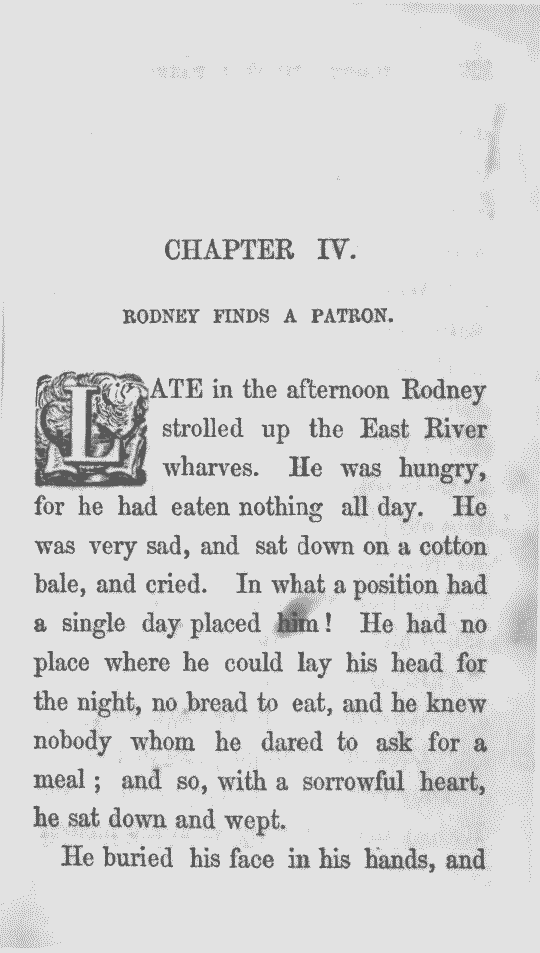 CHAPTER IV.
RODNEY FINDS A PATRON.
LATE in the afternoon Rodney
strolled up the East River
wharves. He was hungry,
for he had eaten nothing all day. He
was very sad, and sat down on a cotton
bale, and cried. In what a position had
a single day placed him! He had no
place where he could lay his head for
the night, no bread to eat, and he knew
nobody whom he dared to ask for a
meal; and so, with a sorrowful heart,
he sat down and wept.
He buried his face in his hands, and